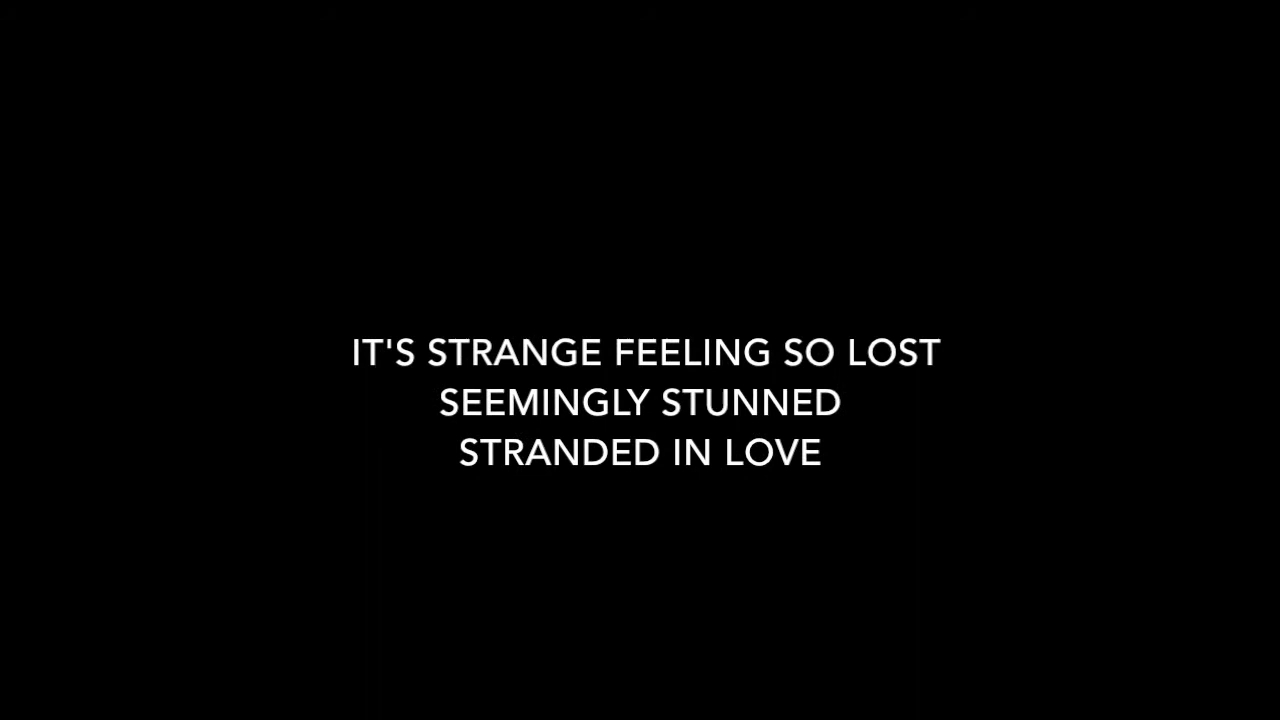 IT'S STRANGE FEELING SO LOST
SEEMINGLY STUNNED
STRANDED IN LOVE